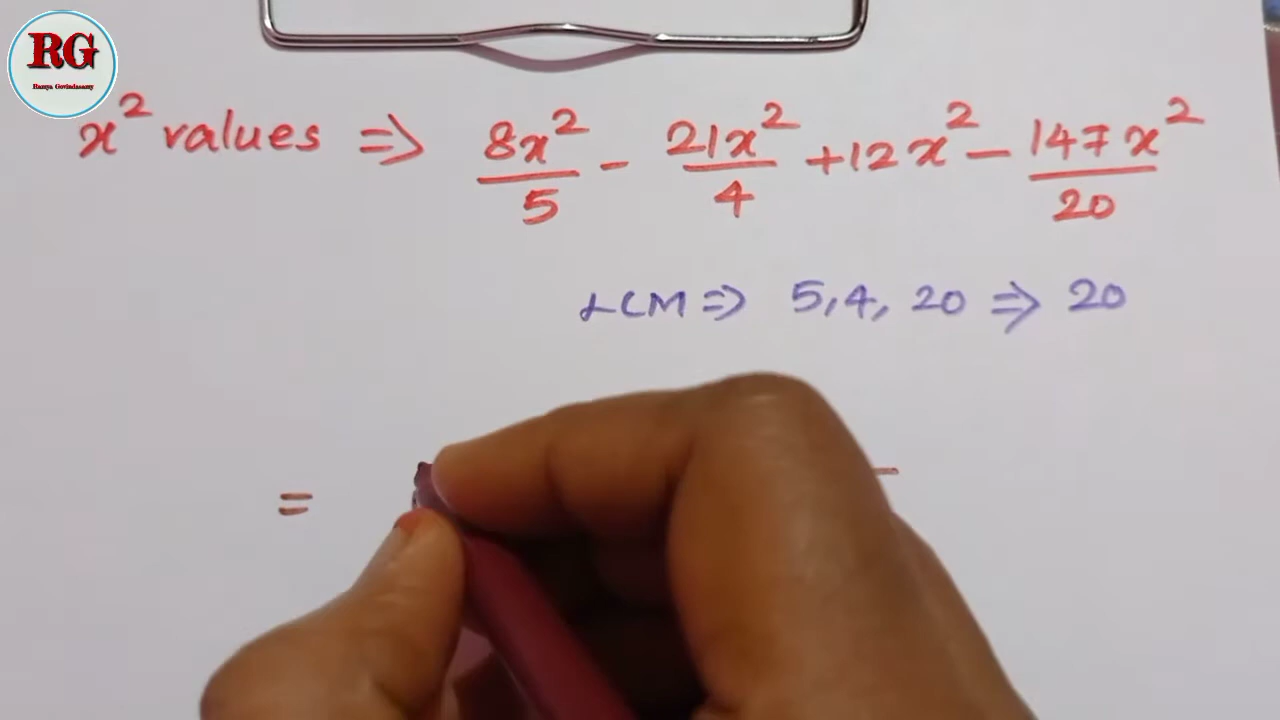 RG
Ramya Govindasamy
x² values ⇒ 8x²/5 - 21x²/4 + 12x² - 147x²/20
LCM ⇒ 5, 4, 20 ⇒ 20
=